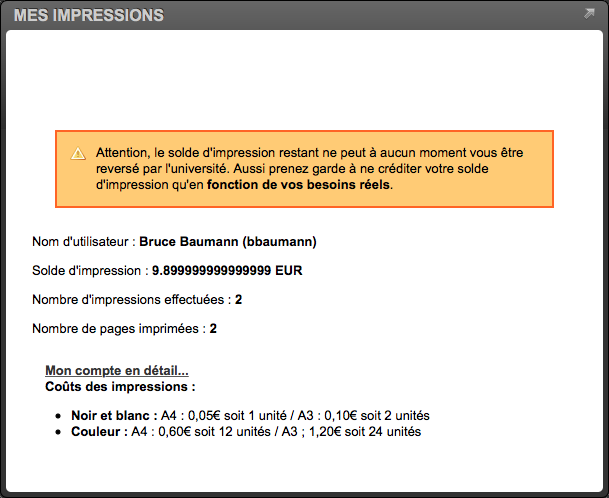 MES IMPRESSIONS
Attention, le solde d'impression restant ne peut à aucun moment vous être
reversé par l'université. Aussi prenez garde à ne créditer votre solde
d'impression qu'en fonction de vos besoins réels.
Nom d'utilisateur : Bruce Baumann (bbaumann)
Solde d'impression : 9.899999999999999 EUR
Nombre d'impressions effectuées : 2
Nombre de pages imprimées : 2
Mon compte en détail...
Coûts des impressions :
• Noir et blanc : A4 : 0,05€ soit 1 unité / A3 : 0,10€ soit 2 unités
• Couleur : A4 : 0,60€ soit 12 unités / A3 ; 1,20€ soit 24 unités